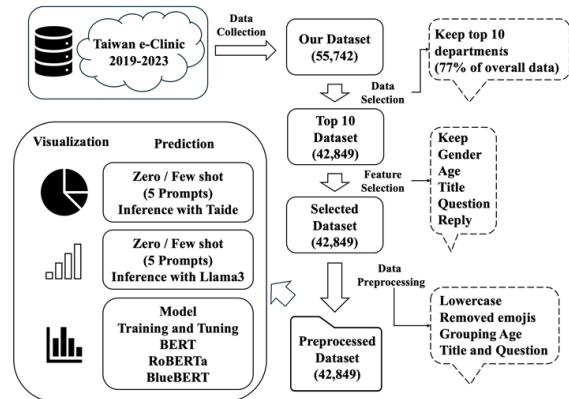 Taiwan e-Clinic
2019-2023
Data
Collection
Our Dataset
(55,742)
Keep top 10
departments
(77% of overall data)
Data
Selection
Top 10
Dataset
(42,849)
Feature
Selection
Keep
Gender
Age
Title
Question
Reply
Selected
Dataset
(42,849)
Data
Preprocessing
Lowercase
Removed emojis
Grouping Age
Title and Question
Preprocessed
Dataset
(42,849)
Visualization
Prediction
Zero / Few shot
(5 Prompts)
Inference with Taide
Zero / Few shot
(5 Prompts)
Inference with Llama3
Model
Training and Tuning
BERT
RoBERTa
BlueBERT